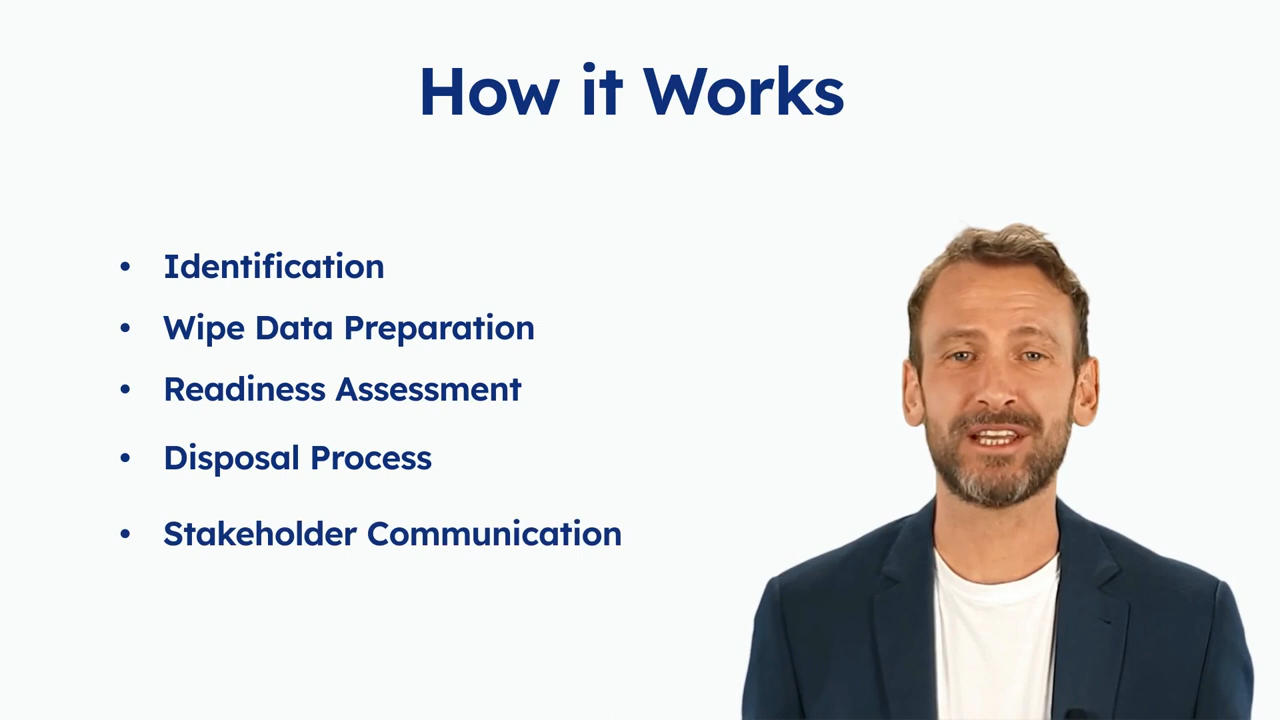 How it Works
• Identification
• Wipe Data Preparation
• Readiness Assessment
• Disposal Process
• Stakeholder Communication